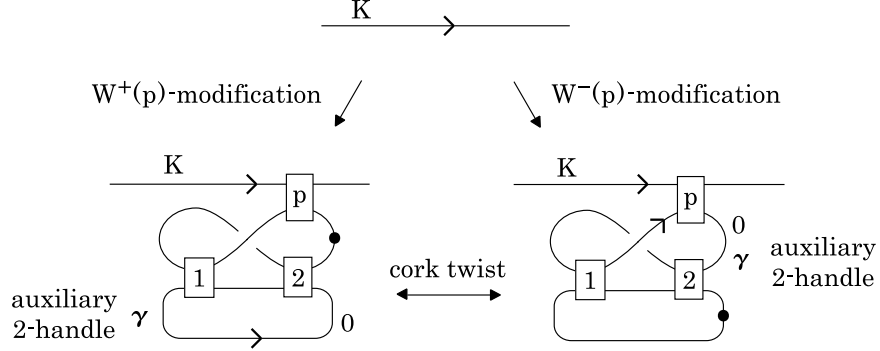 K
W⁺(p)-modification W⁻(p)-modification
K K
p p
0
1 2 1 2
γ auxiliary
2-handle
cork twist
auxiliary
2-handle γ 0